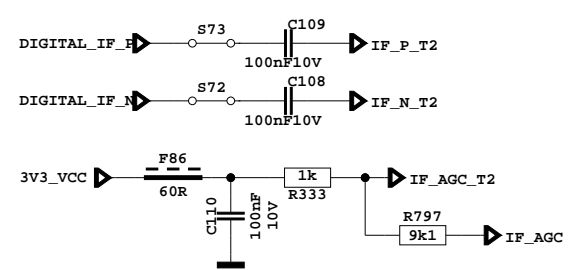 C109
S73
DIGITAL_IF_P
IF_P_T2
100nF10V
C108
S72
DIGITAL_IF_N
IF_N_T2
100nF10V
F86
3V3_VCC
1k
IF_AGC_T2
60R
R333
C110
100nF
10V
R797
9k1
IF_AGC